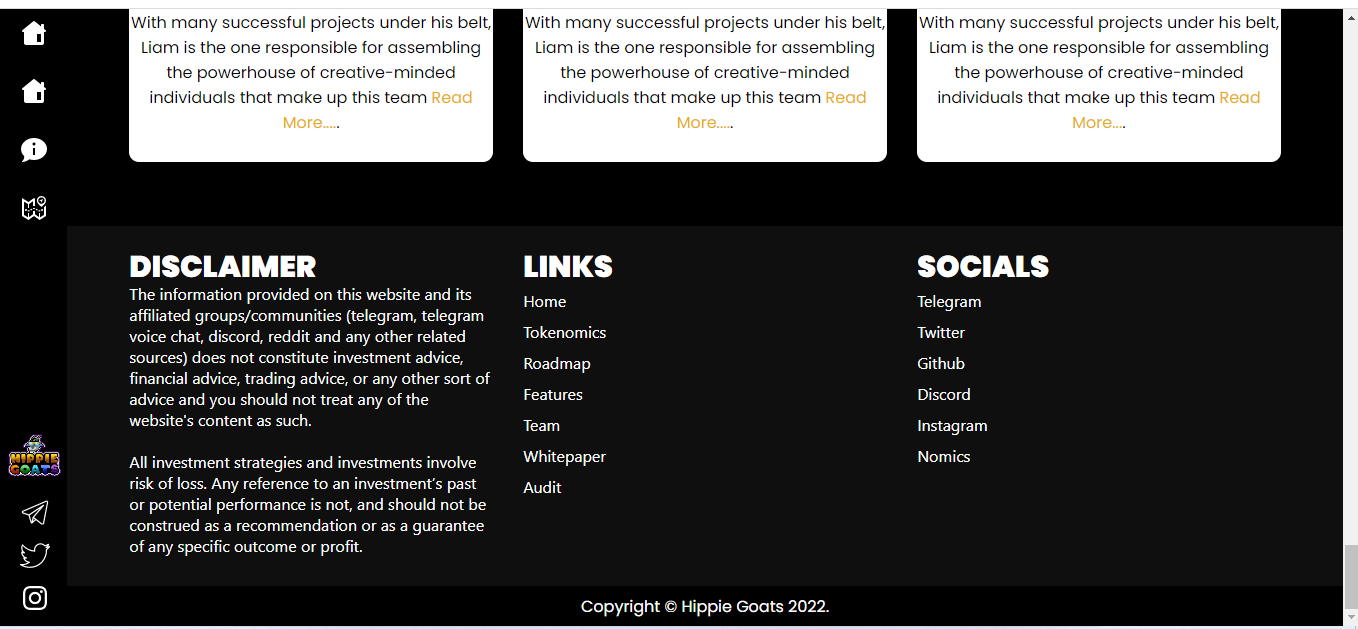 With many successful projects under his belt,
Liam is the one responsible for assembling
the powerhouse of creative-minded
individuals that make up this team Read
More.....
With many successful projects under his belt,
Liam is the one responsible for assembling
the powerhouse of creative-minded
individuals that make up this team Read
More.....
With many successful projects under his belt,
Liam is the one responsible for assembling
the powerhouse of creative-minded
individuals that make up this team Read
More....
DISCLAIMER
The information provided on this website and its
affiliated groups/communities (telegram, telegram
voice chat, discord, reddit and any other related
sources) does not constitute investment advice,
financial advice, trading advice, or any other sort of
advice and you should not treat any of the
website's content as such.
All investment strategies and investments involve
risk of loss. Any reference to an investment's past
or potential performance is not, and should not be
construed as a recommendation or as a guarantee
of any specific outcome or profit.
LINKS
Home
Tokenomics
Roadmap
Features
Team
Whitepaper
Audit
SOCIALS
Telegram
Twitter
Github
Discord
Instagram
Nomics
HIPPIE
GOATS
Copyright © Hippie Goats 2022.